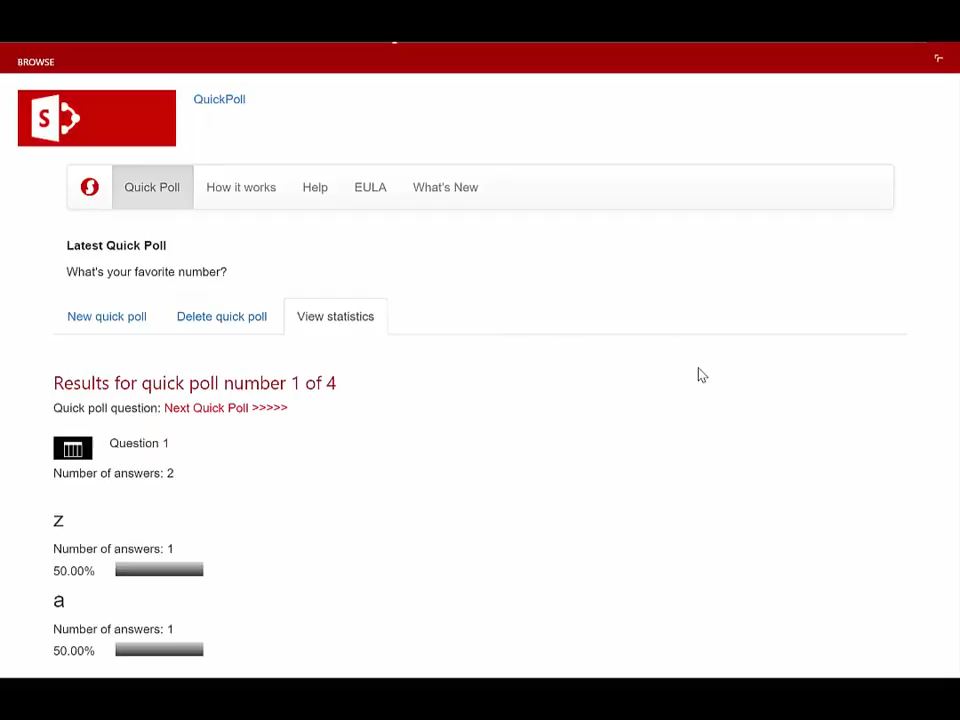 BROWSE
S
QuickPoll
Quick Poll How it works Help EULA What's New
Latest Quick Poll
What's your favorite number?
New quick poll Delete quick poll View statistics
Results for quick poll number 1 of 4
Quick poll question: Next Quick Poll >>>>>
Question 1
Number of answers: 2
z
Number of answers: 1
50.00%
a
Number of answers: 1
50.00%